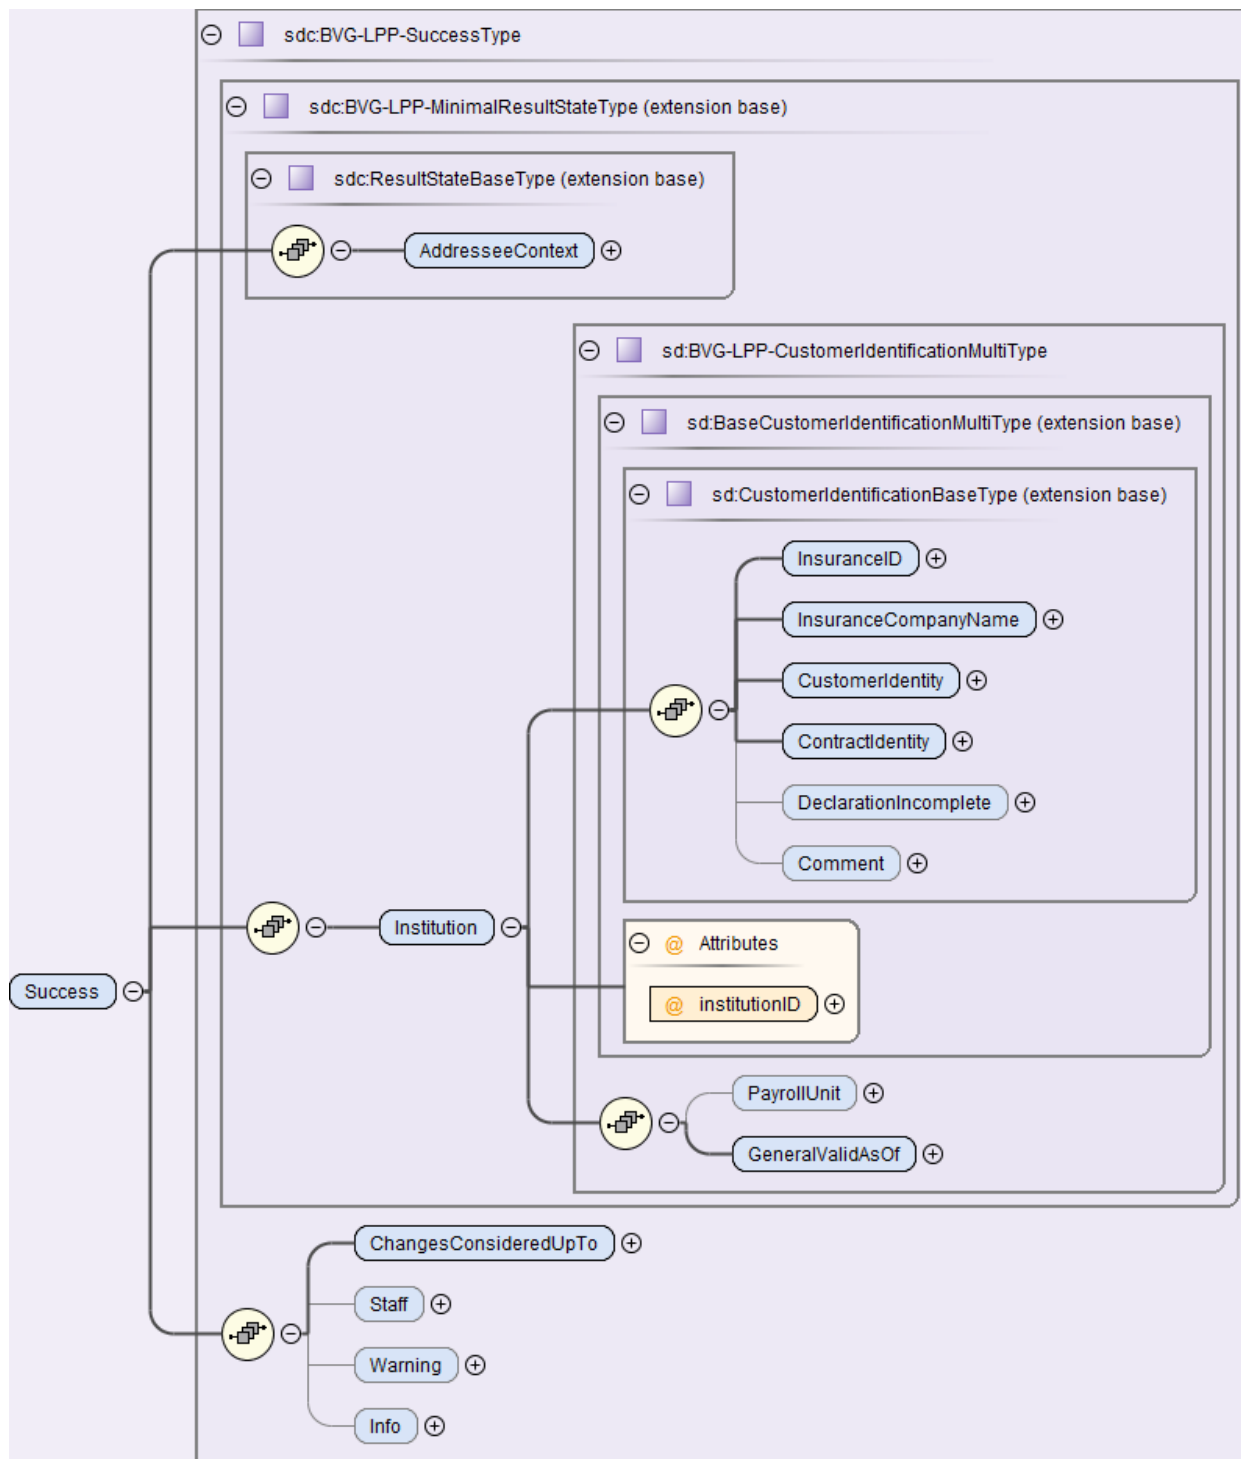 sdc:BVG-LPP-SuccessType
sdc:BVG-LPP-MinimalResultStateType (extension base)
sdc:ResultStateBaseType (extension base)
AddresseeContext
sd:BVG-LPP-CustomerIdentificationMultiType
sd:BaseCustomerIdentificationMultiType (extension base)
sd:CustomerIdentificationBaseType (extension base)
InsuranceID
InsuranceCompanyName
CustomerIdentity
ContractIdentity
DeclarationIncomplete
Comment
Institution
@ Attributes
Success
@ institutionID
PayrollUnit
GeneralValidAsOf
ChangesConsideredUpTo
Staff
Warning
Info